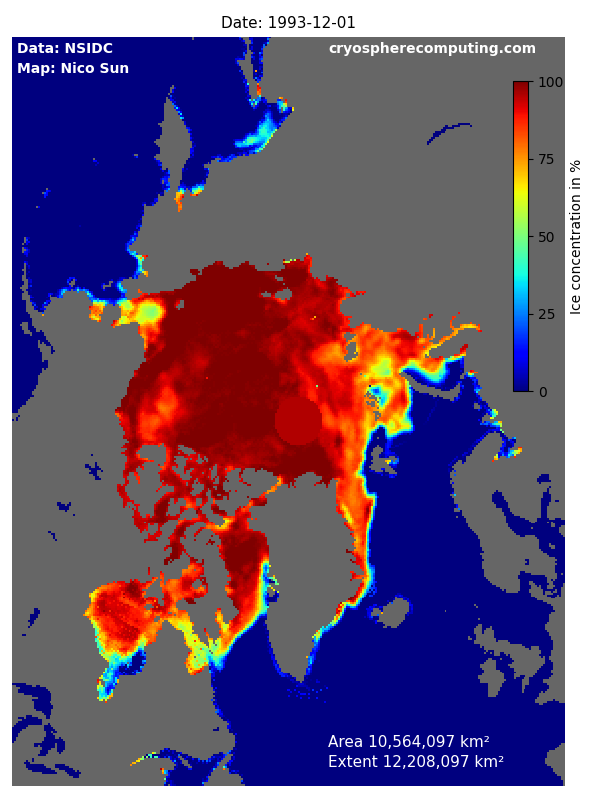 Date: 1993-12-01
Data: NSIDC
Map: Nico Sun
cryospherecomputing.com
100
75
50
25
0
Ice concentration in %
Area 10,564,097 km²
Extent 12,208,097 km²